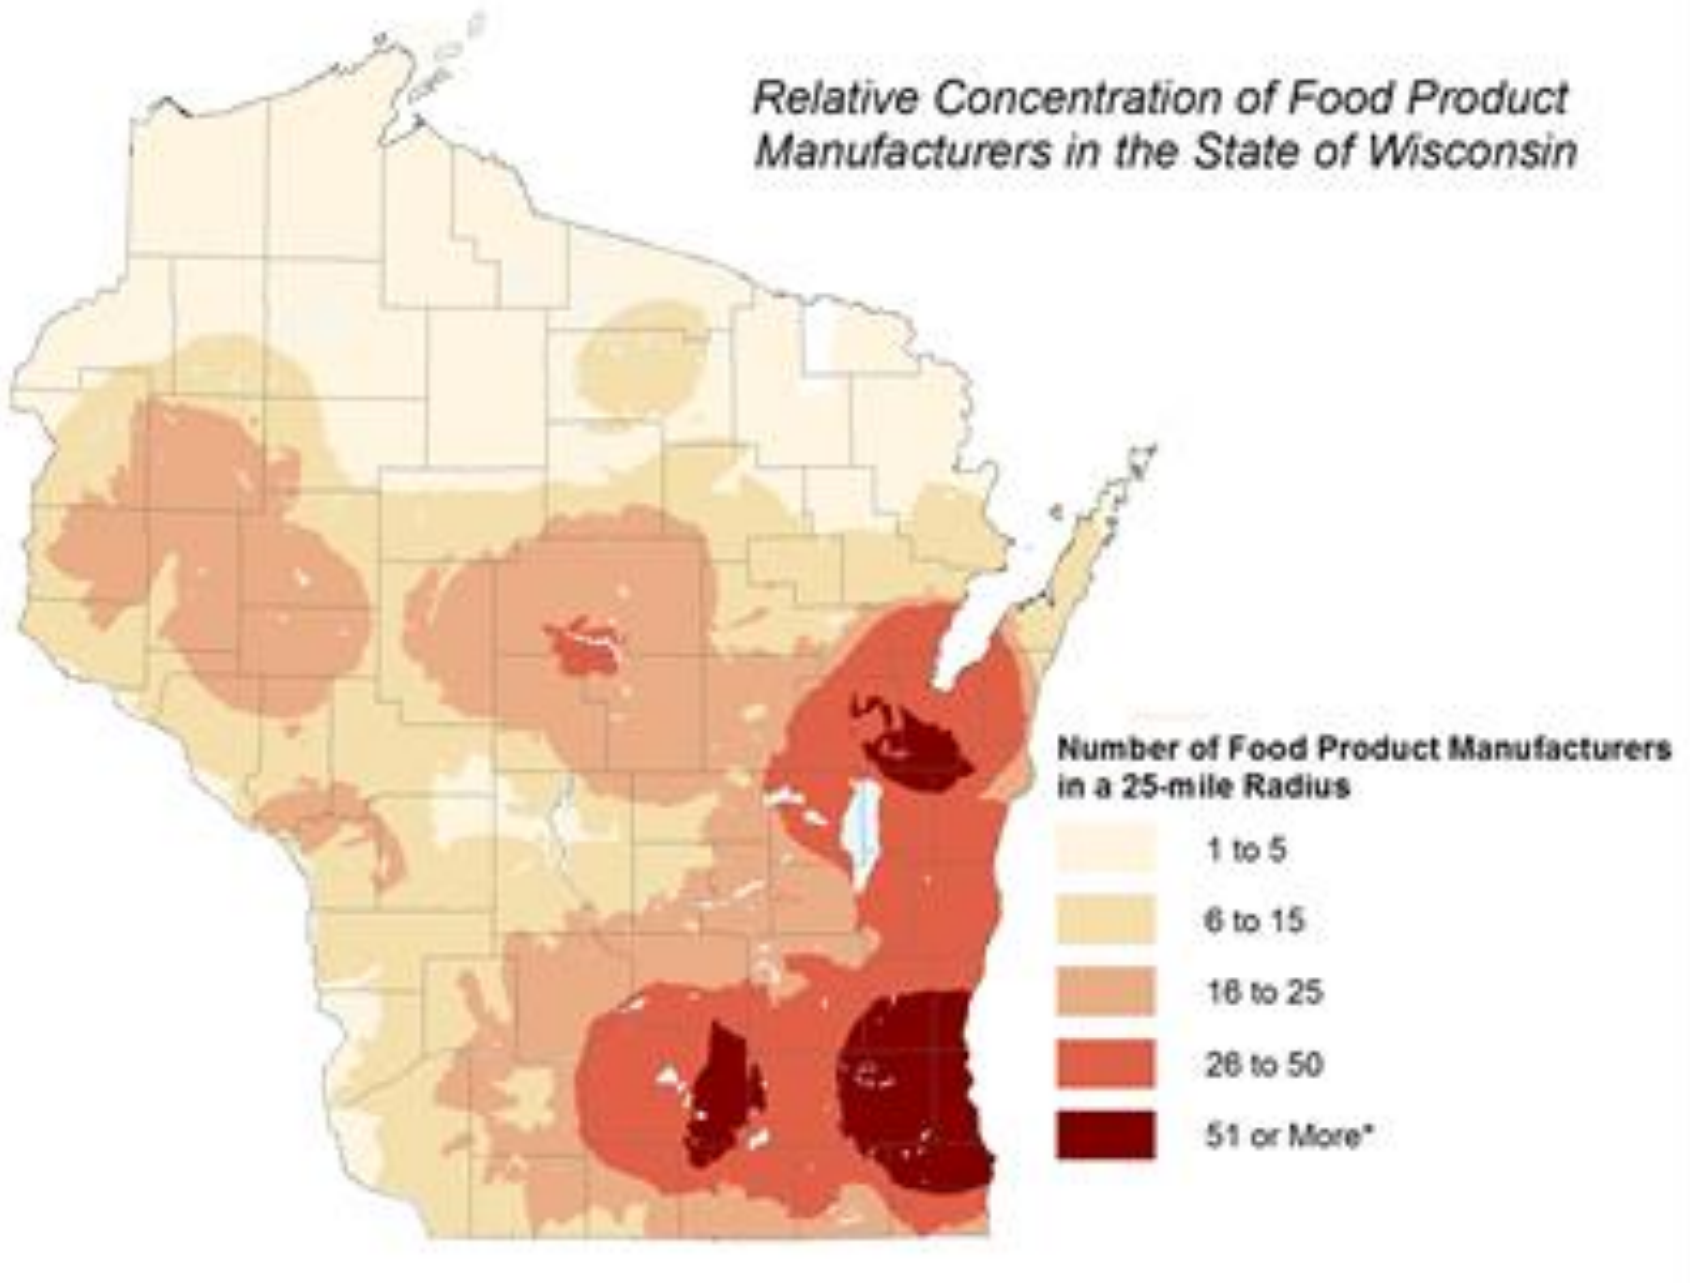 Relative Concentration of Food Product
Manufacturers in the State of Wisconsin
Number of Food Product Manufacturers
in a 25-mile Radius
1 to 5
6 to 15
16 to 25
26 to 50
51 or More*